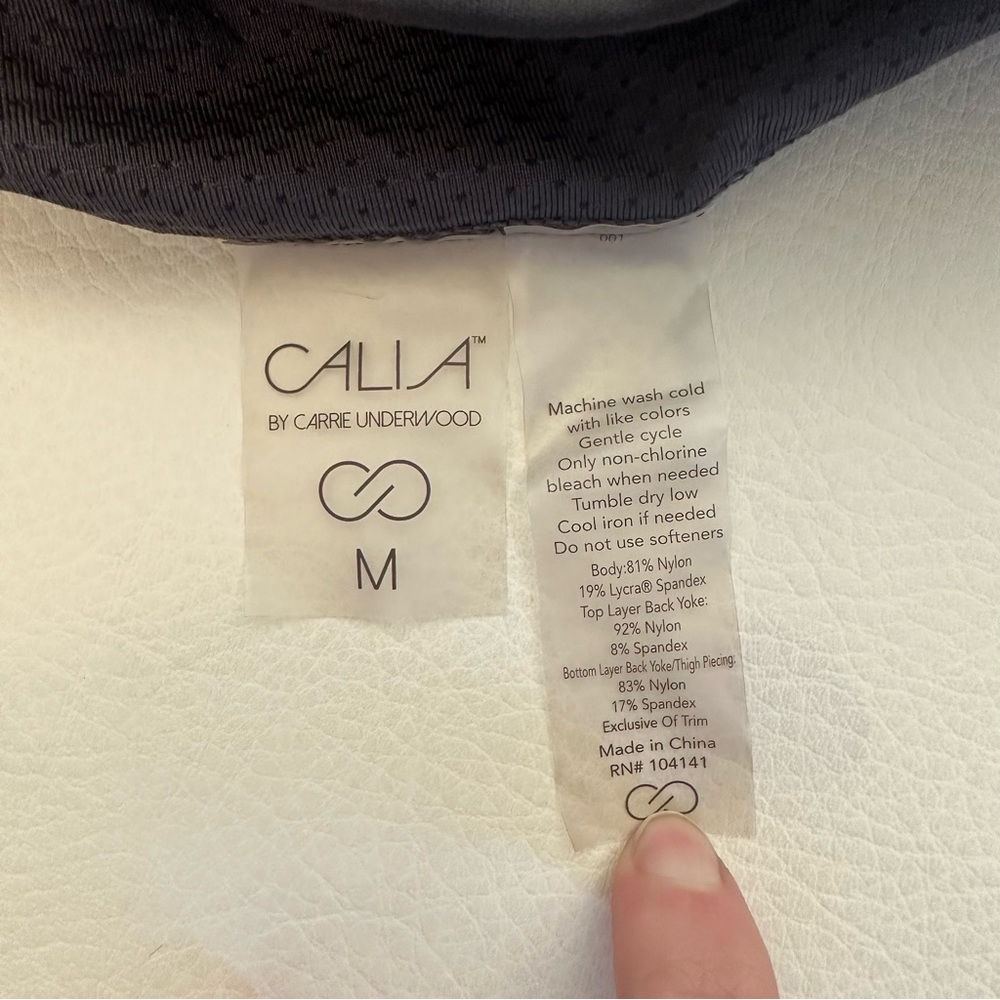 CALIA™
BY CARRIE UNDERWOOD
M
001
Machine wash cold
with like colors
Gentle cycle
Only non-chlorine
bleach when needed
Tumble dry low
Cool iron if needed
Do not use softeners
Body:81% Nylon
19% Lycra® Spandex
Top Layer Back Yoke:
92% Nylon
8% Spandex
Bottom Layer Back Yoke/Thigh Piecing:
83% Nylon
17% Spandex
Exclusive Of Trim
Made in China
RN# 104141